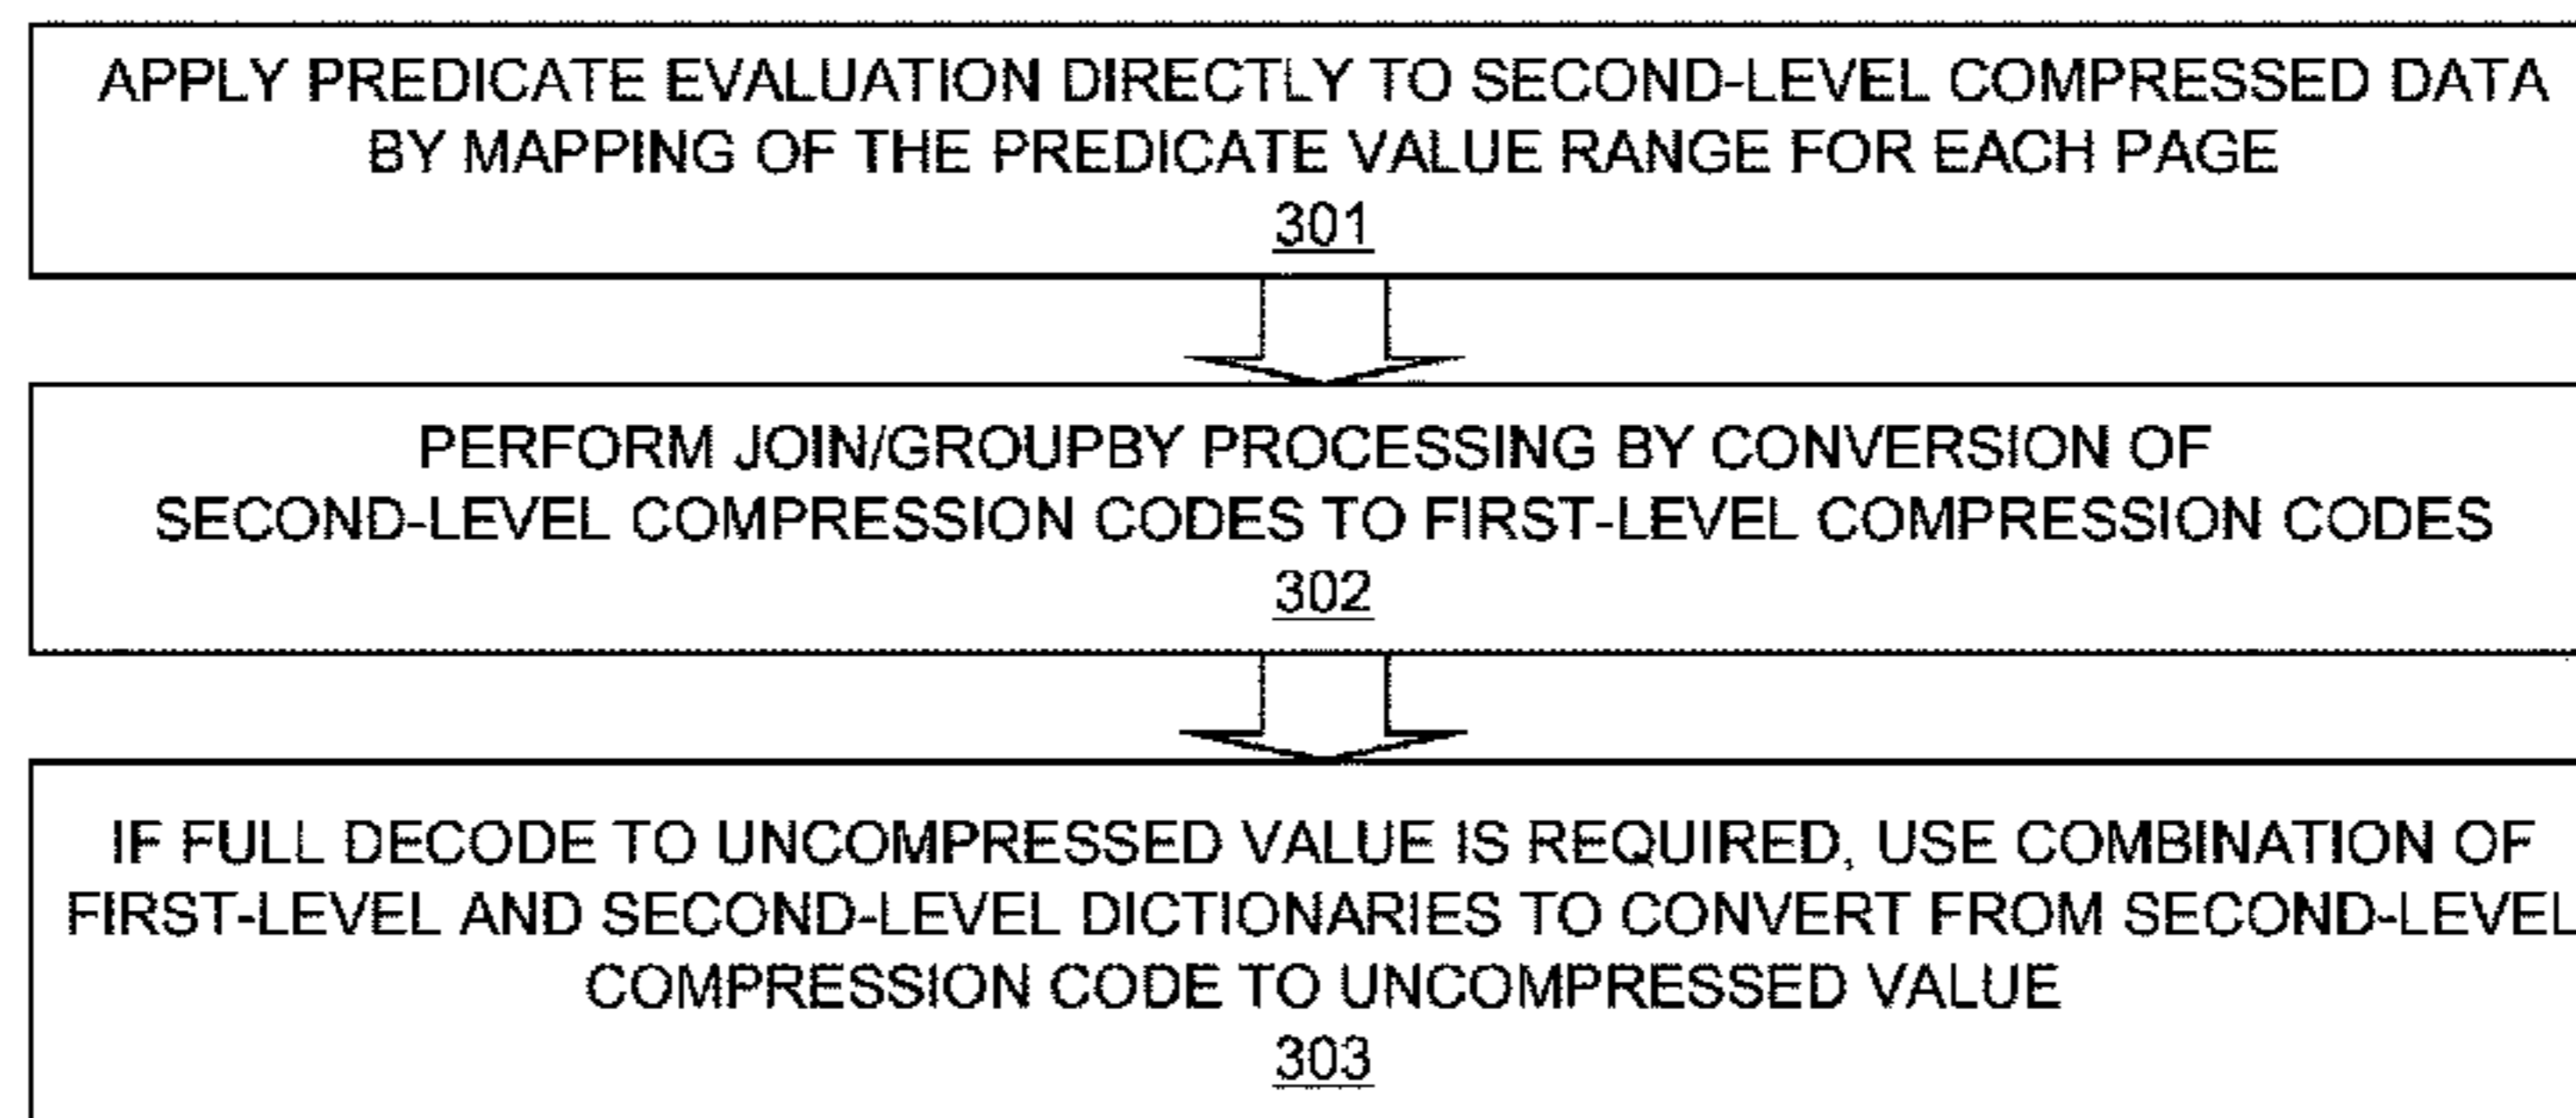 APPLY PREDICATE EVALUATION DIRECTLY TO SECOND-LEVEL COMPRESSED DATA
BY MAPPING OF THE PREDICATE VALUE RANGE FOR EACH PAGE
301
PERFORM JOIN/GROUPBY PROCESSING BY CONVERSION OF
SECOND-LEVEL COMPRESSION CODES TO FIRST-LEVEL COMPRESSION CODES
302
IF FULL DECODE TO UNCOMPRESSED VALUE IS REQUIRED, USE COMBINATION OF
FIRST-LEVEL AND SECOND-LEVEL DICTIONARIES TO CONVERT FROM SECOND-LEVEL
COMPRESSION CODE TO UNCOMPRESSED VALUE
303